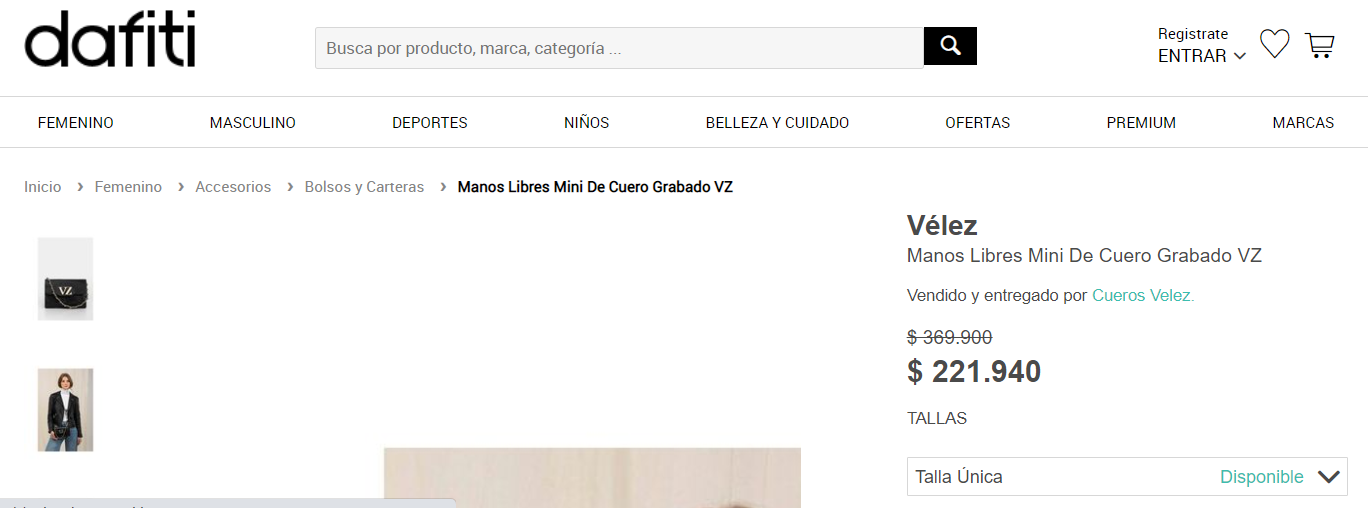 dafiti
Busca por producto, marca, categoría ...
Registrate
ENTRAR
FEMENINO MASCULINO DEPORTES NIÑOS BELLEZA Y CUIDADO OFERTAS PREMIUM MARCAS
Inicio › Femenino › Accesorios › Bolsos y Carteras › Manos Libres Mini De Cuero Grabado VZ
Vélez
Manos Libres Mini De Cuero Grabado VZ
VZ
Vendido y entregado por Cueros Velez.
$ 369.900
$ 221.940
TALLAS
Talla Única Disponible